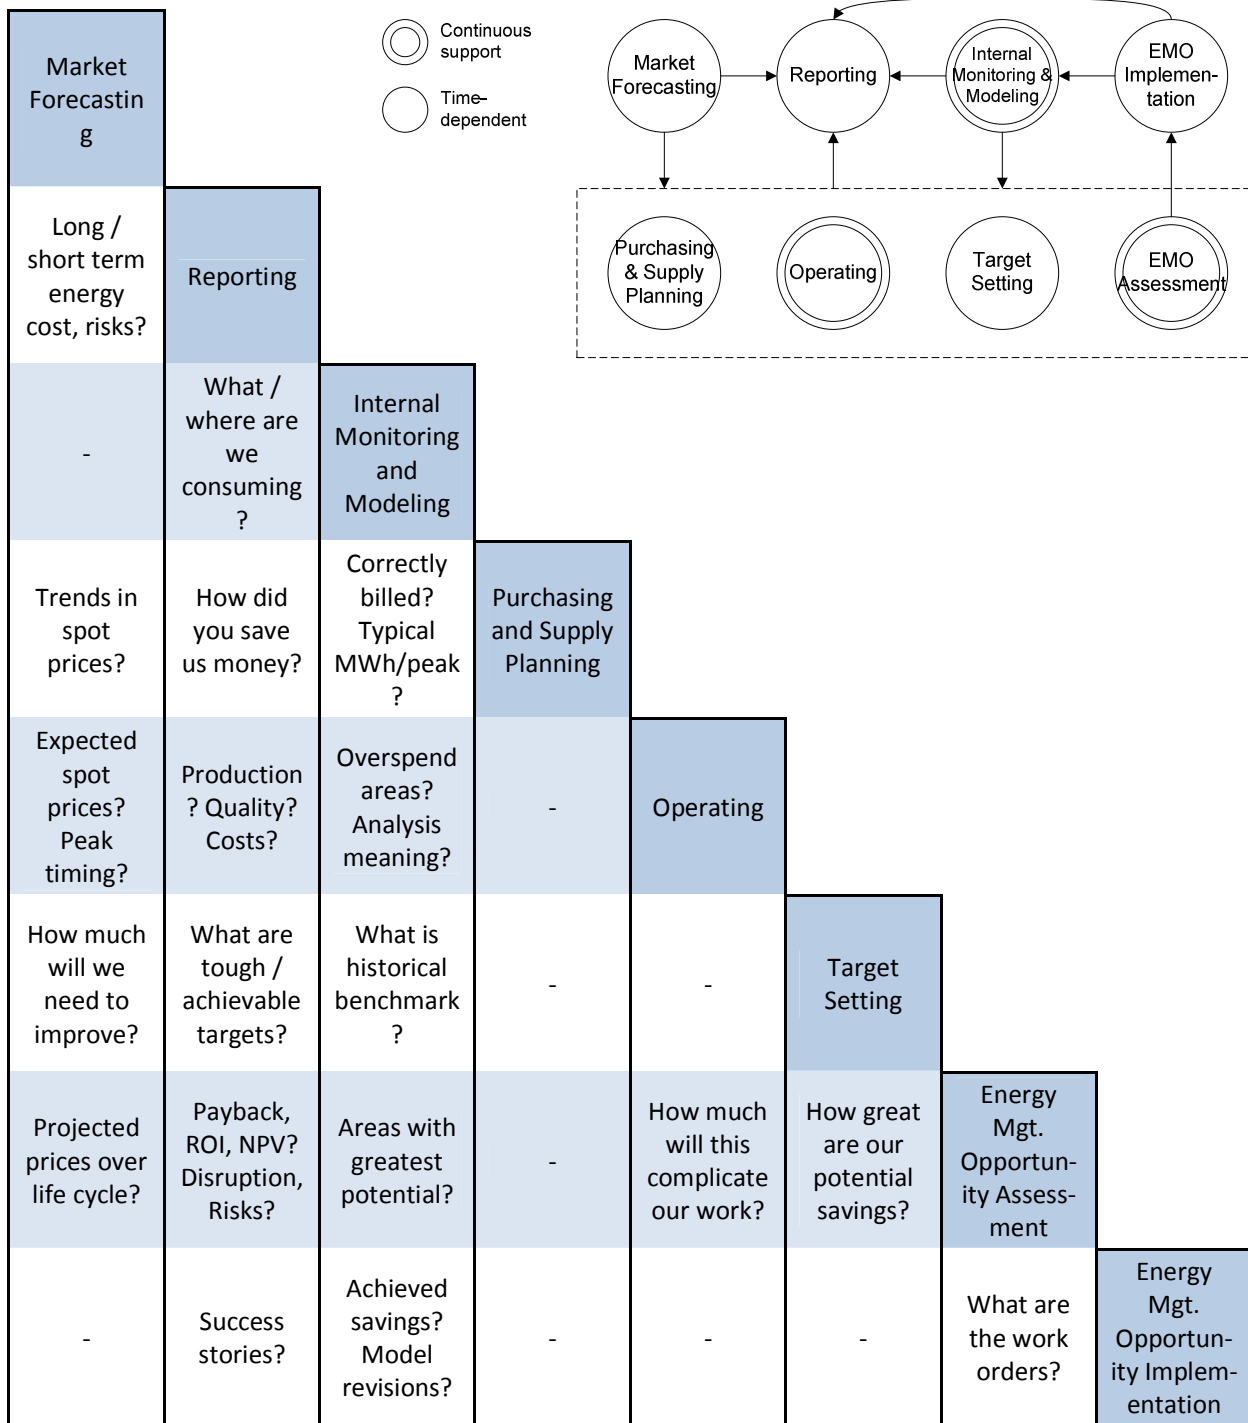 Continuous
support
Time-
dependent
Market
Forecasting
Reporting
Internal
Monitoring &
Modeling
EMO
Implemen-
tation
Purchasing
& Supply
Planning
Operating
Target
Setting
EMO
Assessment
Market
Forecastin
g
Long /
short term
energy
cost, risks?
Reporting
-
What /
where are
we
consuming
?
Internal
Monitoring
and
Modeling
Trends in
spot
prices?
How did
you save
us money?
Correctly
billed?
Typical
MWh/peak
?
Purchasing
and Supply
Planning
Expected
spot
prices?
Peak
timing?
Production
? Quality?
Costs?
Overspend
areas?
Analysis
meaning?
-
Operating
How much
will we
need to
improve?
What are
tough /
achievable
targets?
What is
historical
benchmark
?
-
-
Target
Setting
Projected
prices over
life cycle?
Payback,
ROI, NPV?
Disruption,
Risks?
Areas with
greatest
potential?
-
How much
will this
complicate
our work?
How great
are our
potential
savings?
Energy
Mgt.
Opportun-
ity Assess-
ment
-
Success
stories?
Achieved
savings?
Model
revisions?
-
-
-
What are
the work
orders?
Energy
Mgt.
Opportun-
ity Implem-
entation